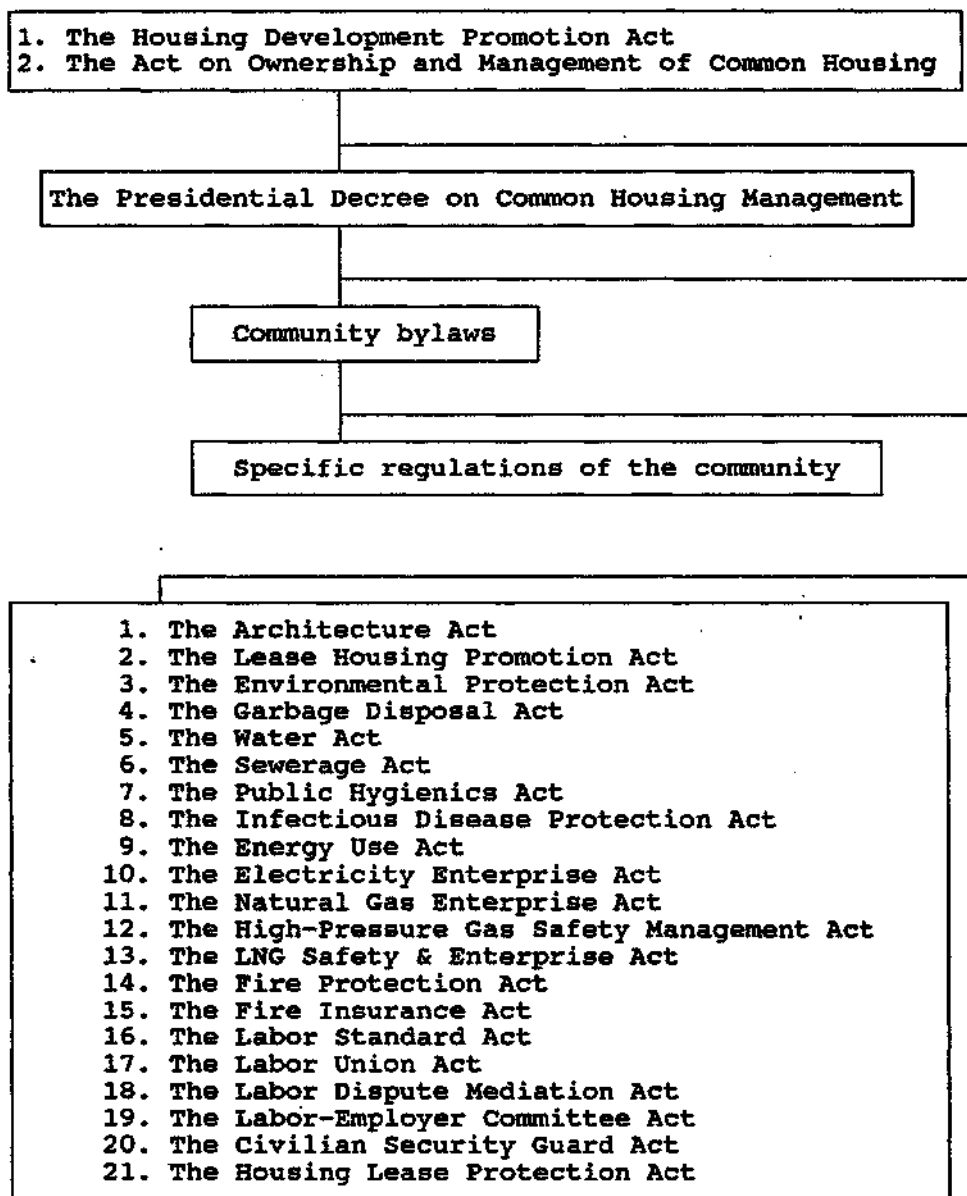 1. The Housing Development Promotion Act
2. The Act on Ownership and Management of Common Housing
The Presidential Decree on Common Housing Management
Community bylaws
Specific regulations of the community
1. The Architecture Act
2. The Lease Housing Promotion Act
3. The Environmental Protection Act
4. The Garbage Disposal Act
5. The Water Act
6. The Sewerage Act
7. The Public Hygienics Act
8. The Infectious Disease Protection Act
9. The Energy Use Act
10. The Electricity Enterprise Act
11. The Natural Gas Enterprise Act
12. The High-Pressure Gas Safety Management Act
13. The LNG Safety & Enterprise Act
14. The Fire Protection Act
15. The Fire Insurance Act
16. The Labor Standard Act
17. The Labor Union Act
18. The Labor Dispute Mediation Act
19. The Labor-Employer Committee Act
20. The Civilian Security Guard Act
21. The Housing Lease Protection Act